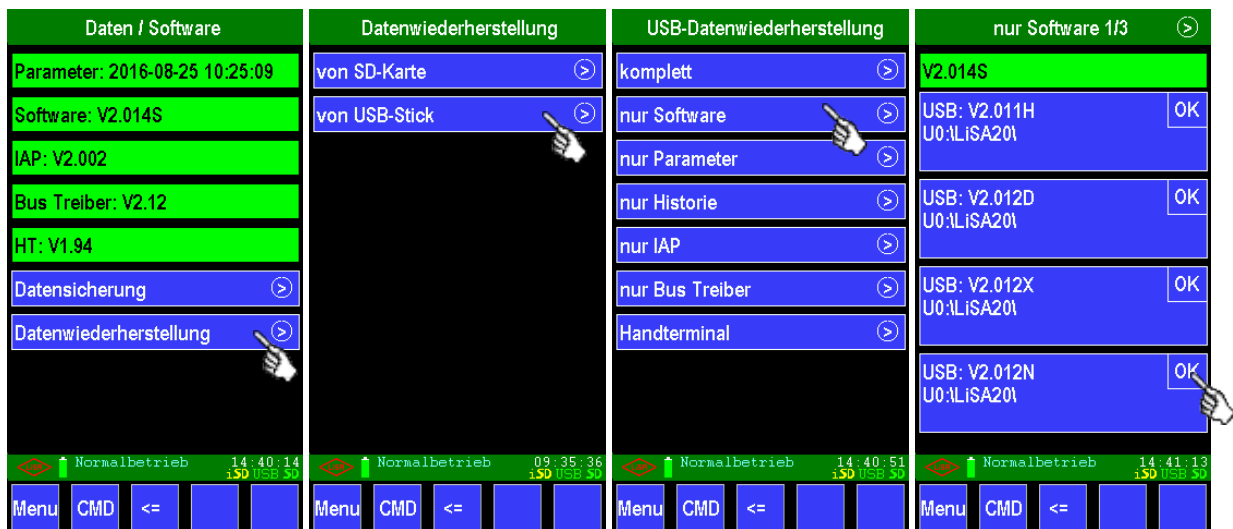 Daten / Software
Parameter: 2016-08-25 10:25:09
Software: V2.014S
IAP: V2.002
Bus Treiber: V2.12
HT: V1.94
Datensicherung
Datenwiederherstellung
Normalbetrieb
14:40:14
iSD USB SD
Menu CMD <=
Datenwiederherstellung
von SD-Karte
von USB-Stick
Normalbetrieb
09:35:36
iSD USB SD
Menu CMD <=
USB-Datenwiederherstellung
komplett
nur Software
nur Parameter
nur Historie
nur IAP
nur Bus Treiber
Handterminal
Normalbetrieb
14:40:51
iSD USB SD
Menu CMD <=
nur Software 1/3
V2.014S
USB: V2.011H OK
U0:\LiSA20\
USB: V2.012D OK
U0:\LiSA20\
USB: V2.012X OK
U0:\LiSA20\
USB: V2.012N OK
U0:\LiSA20\
Normalbetrieb
14:41:13
iSD USB SD
Menu CMD <=